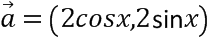 a⃗ = (2cosx,2sinx)